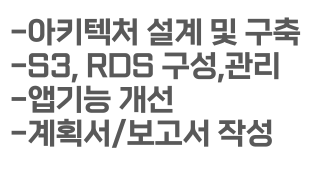 -아키텍처 설계 및 구축
-S3, RDS 구성,관리
-앱기능 개선
-계획서/보고서 작성